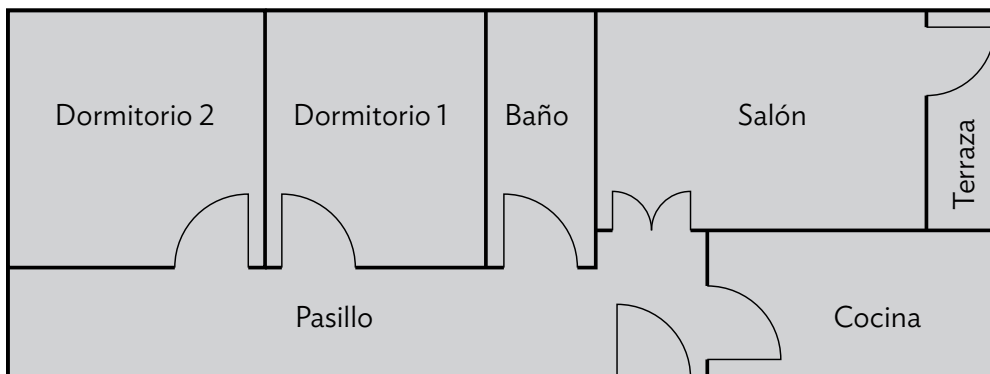 Dormitorio 2
Dormitorio 1
Baño
Salón
Terraza
Pasillo
Cocina